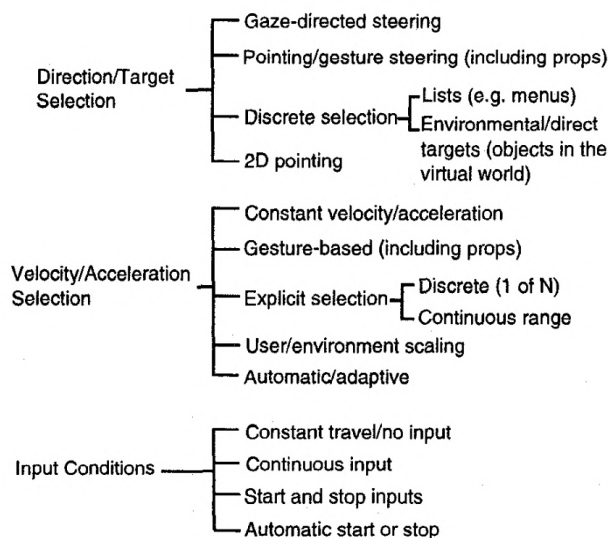 Direction/Target
Selection
Gaze-directed steering
Pointing/gesture steering (including props)
Discrete selection
Lists (e.g. menus)
Environmental/direct
targets (objects in the
virtual world)
2D pointing
Velocity/Acceleration
Selection
Constant velocity/acceleration
Gesture-based (including props)
Explicit selection
Discrete (1 of N)
Continuous range
User/environment scaling
Automatic/adaptive
Input Conditions
Constant travel/no input
Continuous input
Start and stop inputs
Automatic start or stop